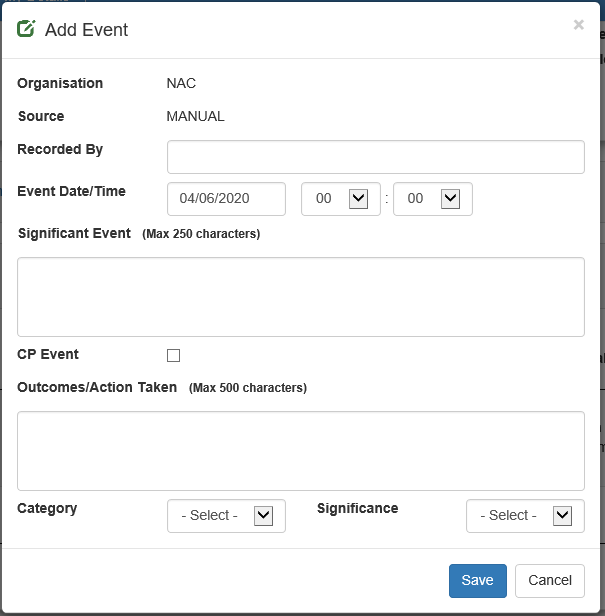 Add Event
×
Organisation NAC
Source MANUAL
Recorded By
Event Date/Time 04/06/2020 00 : 00
Significant Event (Max 250 characters)
CP Event
Outcomes/Action Taken (Max 500 characters)
Category - Select - Significance - Select -
Save Cancel